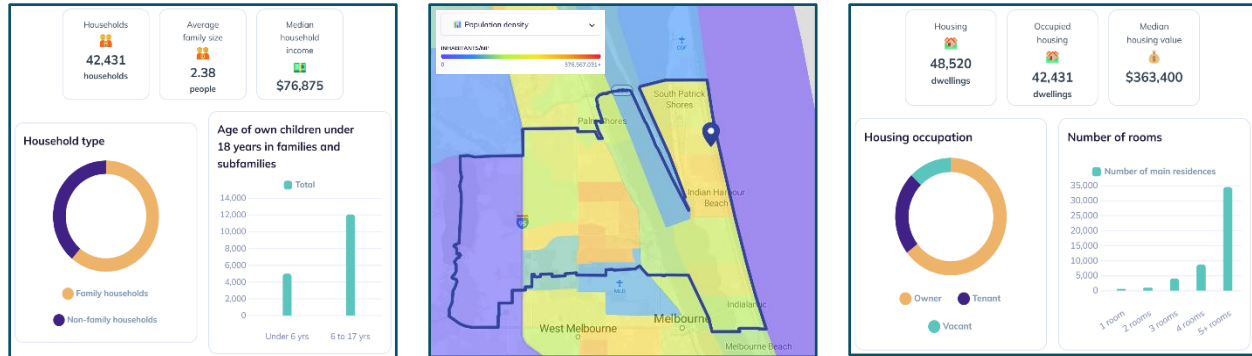 Households
42,431
households
Average
family size
2.38
people
Median
household
income
$76,875
Household type
Family households
Non-family households
Age of own children under
18 years in families and
subfamilies
Total
14,000
12,000
10,000
8,000
6,000
4,000
2,000
0
Under 6 yrs
6 to 17 yrs
Population density
INHABITANTS/MI²
0
376,567,031+
COF
South Patrick
Shores
Palm Shores
Indian Harbour
Beach
95
MLB
Indialantic
West Melbourne
Melbourne
Melbourne Beach
Housing
48,520
dwellings
Occupied
housing
42,431
dwellings
Median
housing value
$363,400
Housing occupation
Owner
Tenant
Vacant
Number of rooms
Number of main residences
35,000
30,000
25,000
20,000
15,000
10,000
5,000
0
1 room
2 rooms
3 rooms
4 rooms
5+ rooms